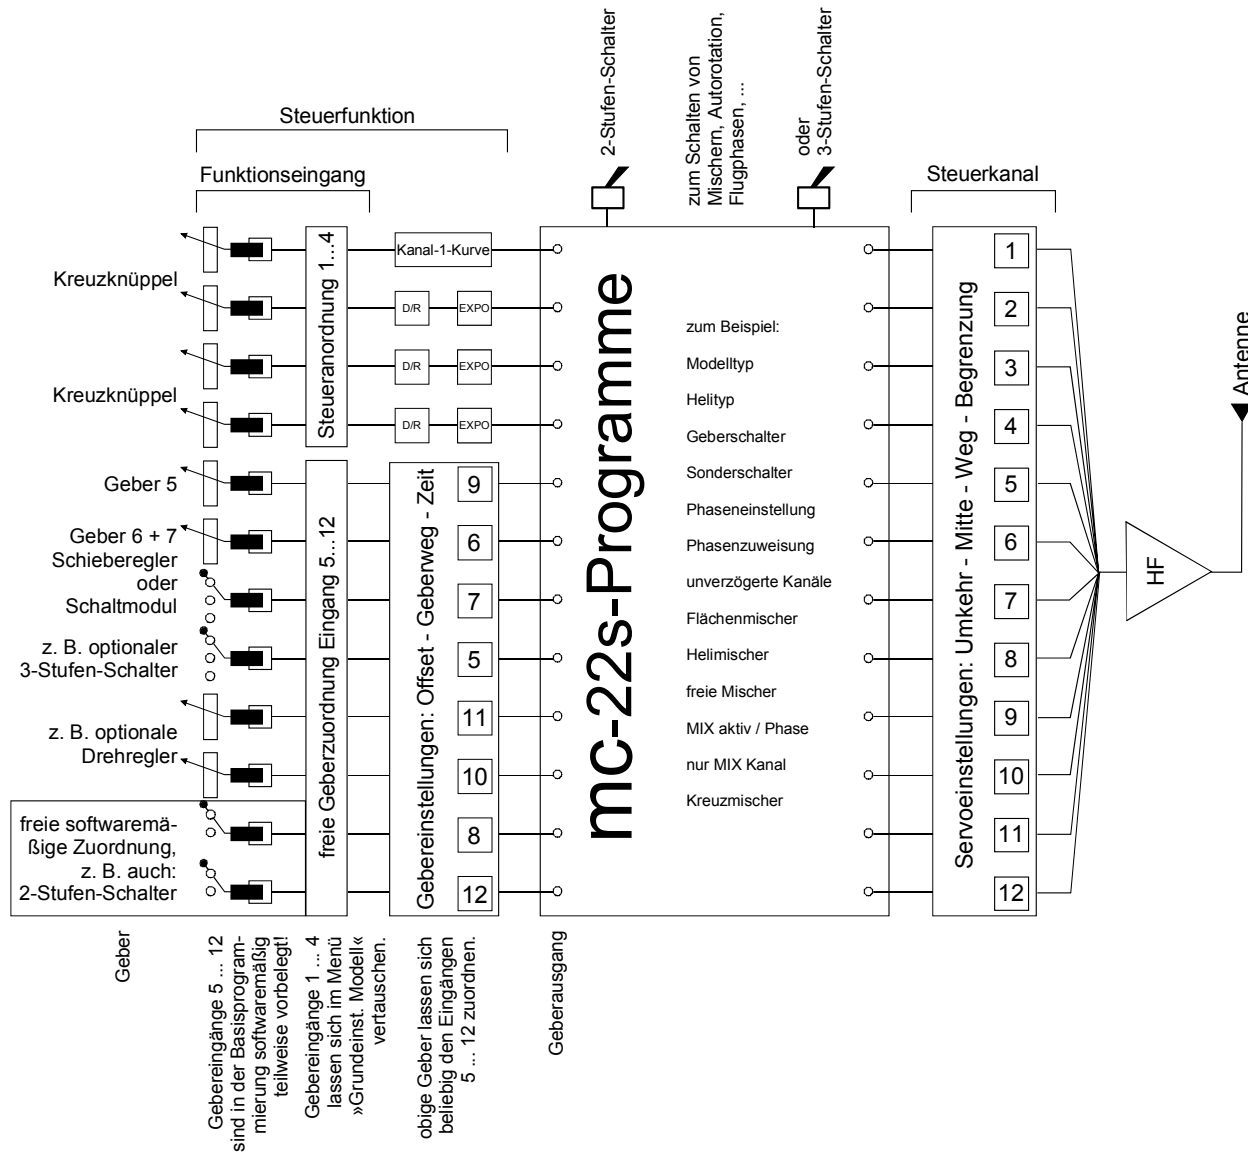 Steuerfunktion
Funktionseingang
2-Stufen-Schalter
zum Schalten von
Mischern, Autorotation,
Flugphasen, ...
oder
3-Stufen-Schalter
Steuerkanal
Kreuzknüppel
Kreuzknüppel
Geber 5
Geber 6 + 7
Schieberegler
oder
Schaltmodul
z. B. optionaler
3-Stufen-Schalter
z. B. optionale
Drehregler
freie softwaremä-
ßige Zuordnung,
z. B. auch:
2-Stufen-Schalter
Steueranordnung 1...4
freie Geberzuordnung Eingang 5...12
Kanal-1-Kurve
D/R
EXPO
D/R
EXPO
D/R
EXPO
Gebereinstellungen: Offset - Geberweg - Zeit
9
6
7
5
11
10
8
12
mc-22s-Programme
zum Beispiel:
Modelltyp
Helityp
Geberschalter
Sonderschalter
Phaseneinstellung
Phasenzuweisung
unverzögerte Kanäle
Flächenmischer
Helimischer
freie Mischer
MIX aktiv / Phase
nur MIX Kanal
Kreuzmischer
Servoeinstellungen: Umkehr - Mitte - Weg - Begrenzung
1
2
3
4
5
6
7
8
9
10
11
12
HF
Antenne
Geber
Gebereingänge 5 ... 12
sind in der Basisprogram-
mierung softwaremäßig
teilweise vorbelegt!
Gebereingänge 1 ... 4
lassen sich im Menü
»Grundeinst. Modell«
vertauschen.
obige Geber lassen sich
beliebig den Eingängen
5 ... 12 zuordnen.
Geberausgang